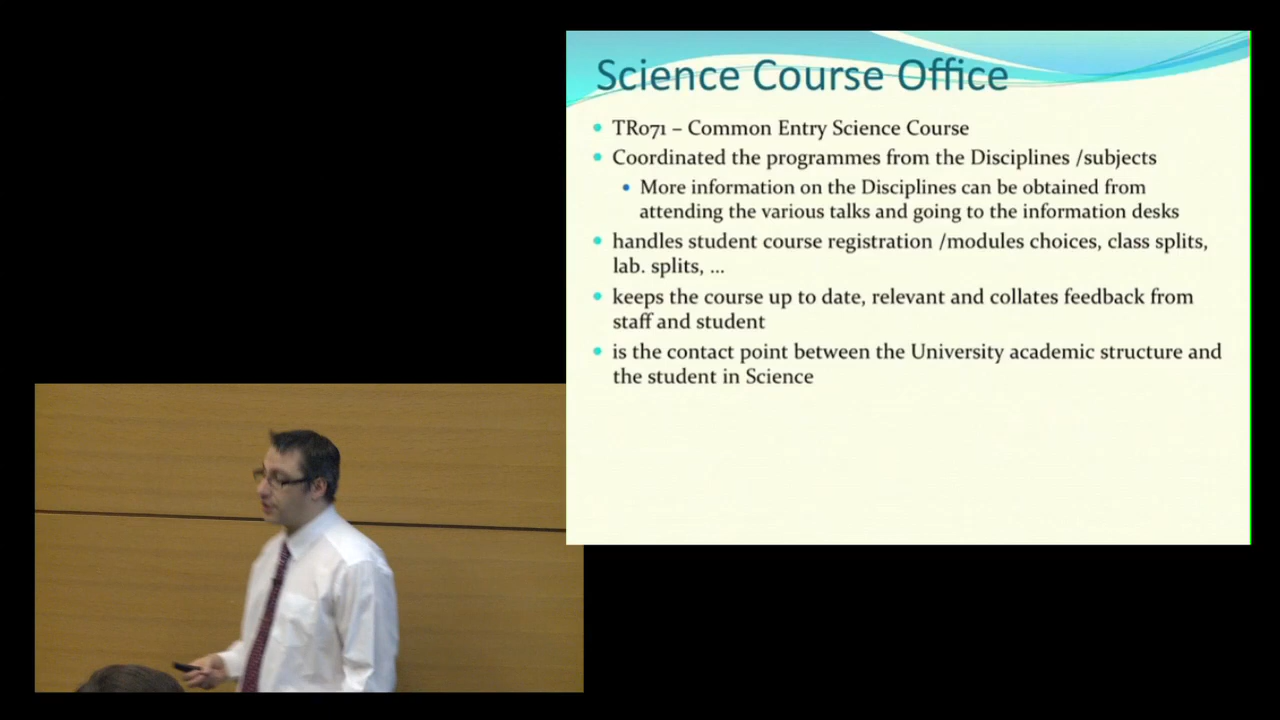 Science Course Office
TR071 – Common Entry Science Course
Coordinated the programmes from the Disciplines /subjects
More information on the Disciplines can be obtained from
attending the various talks and going to the information desks
handles student course registration /modules choices, class splits,
lab. splits, ...
keeps the course up to date, relevant and collates feedback from
staff and student
is the contact point between the University academic structure and
the student in Science